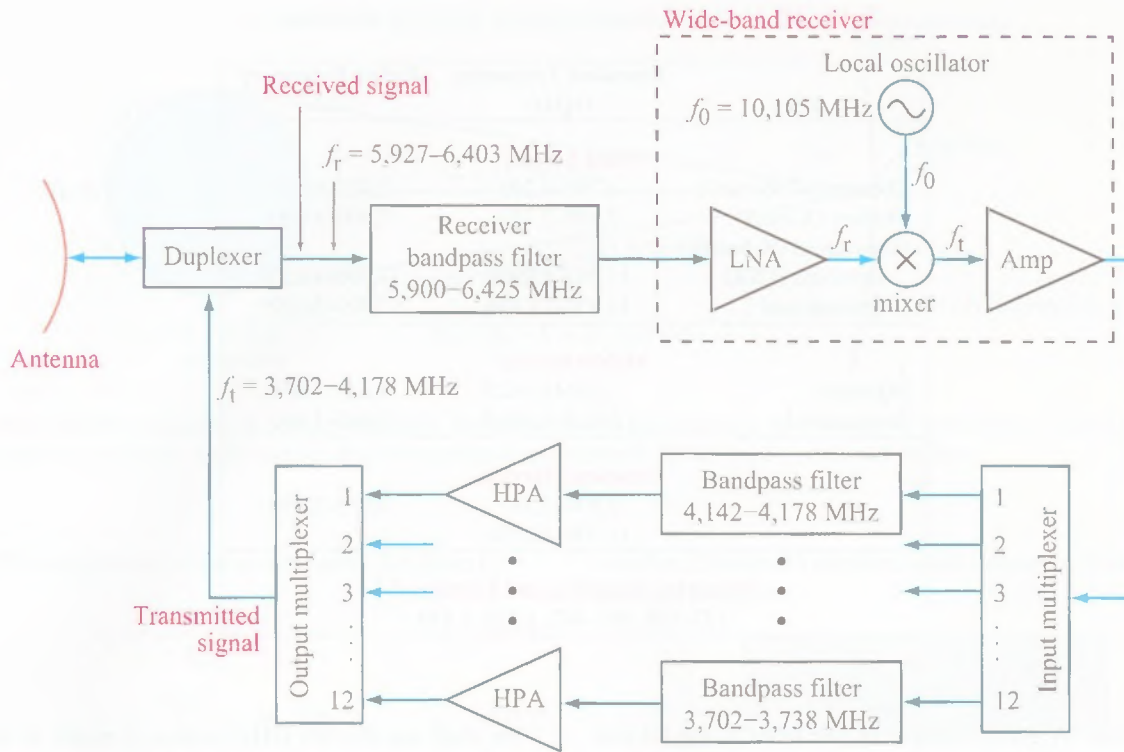 Wide-band receiver
Local oscillator
f0 = 10,105 MHz
f0
Received signal
fr = 5,927–6,403 MHz
Duplexer
Receiver
bandpass filter
5,900–6,425 MHz
LNA
fr
mixer
ft
Amp
Antenna
ft = 3,702–4,178 MHz
Transmitted
signal
Output multiplexer
1
2
3
12
HPA
HPA
Bandpass filter
4,142–4,178 MHz
Bandpass filter
3,702–3,738 MHz
1
2
3
12
Input multiplexer